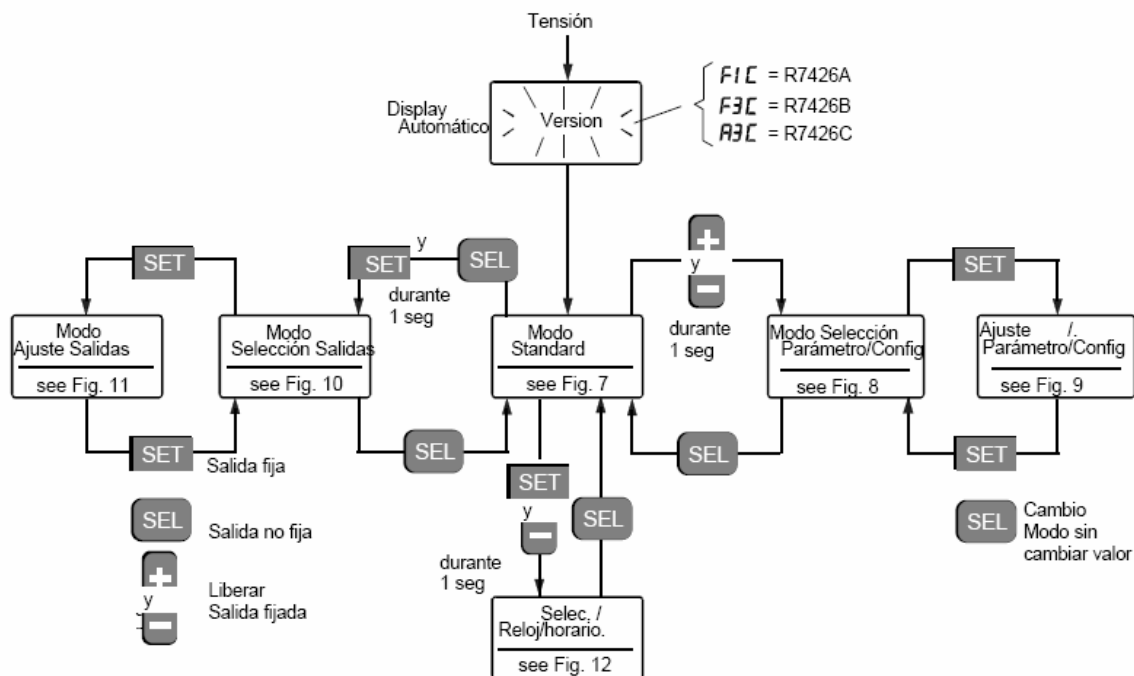 Tensión
Display
Automático
Version
F1C = R7426A
F3C = R7426B
A3C = R7426C
SET
SET
y
SEL
durante
1 seg
+
y
−
durante
1 seg
SET
Modo
Ajuste Salidas
see Fig. 11
Modo
Selección Salidas
see Fig. 10
Modo
Standard
see Fig. 7
Modo Selección
Parámetro/Config
see Fig. 8
Ajuste /.
Parámetro/Config
see Fig. 9
SET
Salida fija
SEL
SEL
SET
SEL
Salida no fija
SET
y
−
durante
1 seg
SEL
SEL
Cambio
Modo sin
cambiar valor
+
y
−
Liberar
Salida fijada
Selec. /
Reloj/horario.
see Fig. 12